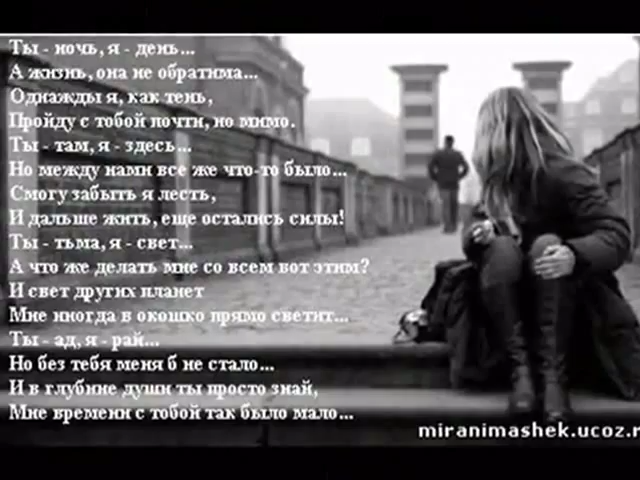 Ты - ночь, я - день...
А жизнь, она не обратима...
Однажды я, как тень,
Пройду с тобой почти, но мимо.
Ты - там, я - здесь...
Но между нами все же что-то было...
Смогу забыть я лесть,
И дальше жить, еще остались силы!
Ты - тьма, я - свет...
А что же делать мне со всем вот этим?
И свет других планет
Мне иногда в окошко прямо светит...
Ты - ад, я - рай...
Но без тебя меня б не стало...
И в глубине души ты просто знай,
Мне времени с тобой так было мало...
miranimashek.ucoz.r